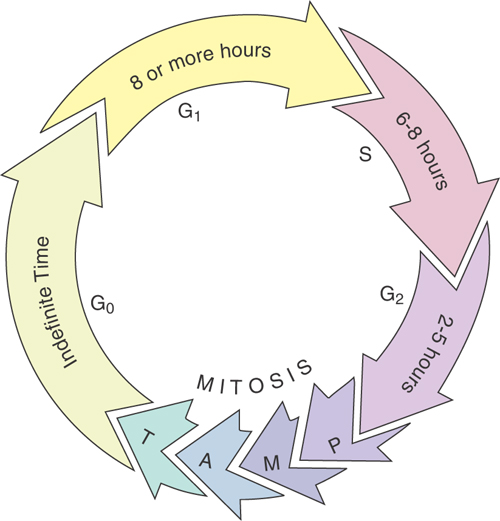 8 or more hours
G₁
6-8 hours
S
G₂
2-5 hours
MITOSIS
P
M
A
T
G₀
Indefinite Time